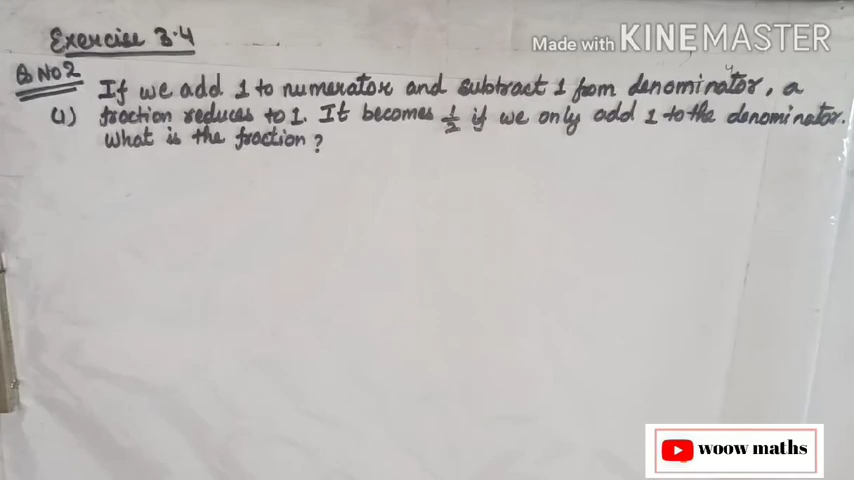 Exercise 3.4
Made with KINEMASTER
Q NO 2
If we add 1 to numerator and subtract 1 from denominator, a
(i) fraction reduces to 1. It becomes 1/2 if we only add 1 to the denominator.
What is the fraction?
woow maths